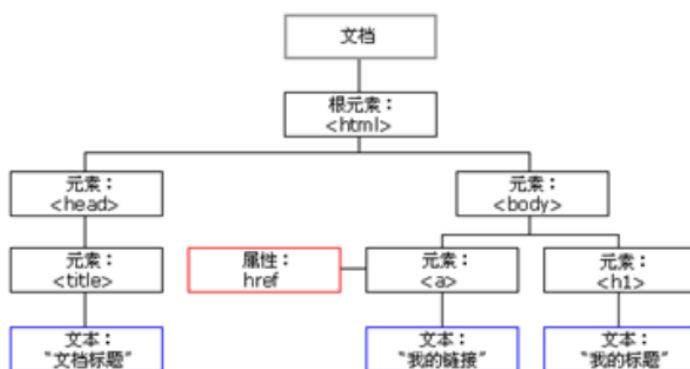 文档
根元素：
<html>
元素：
<head>
元素：
<body>
元素：
<title>
属性：
href
元素：
<a>
元素：
<h1>
文本：
"文档标题"
文本：
"我的链接"
文本：
"我的标题"